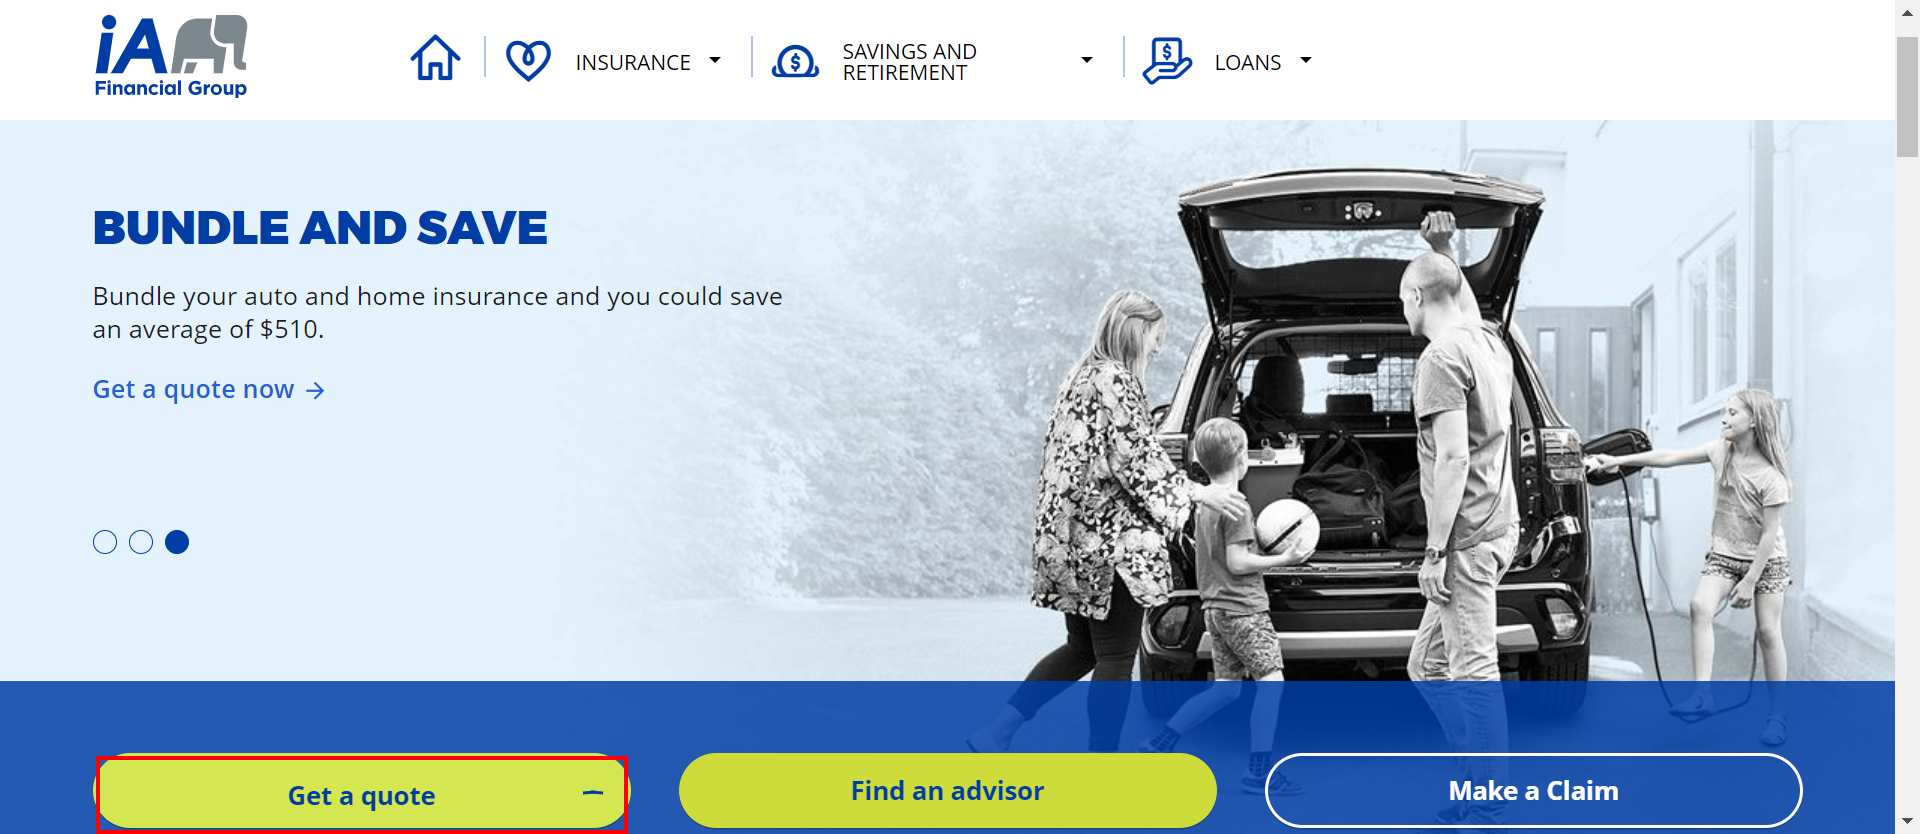 iA
Financial Group
INSURANCE
SAVINGS AND
RETIREMENT
LOANS
BUNDLE AND SAVE
Bundle your auto and home insurance and you could save
an average of $510.
Get a quote now →
Get a quote
Find an advisor
Make a Claim